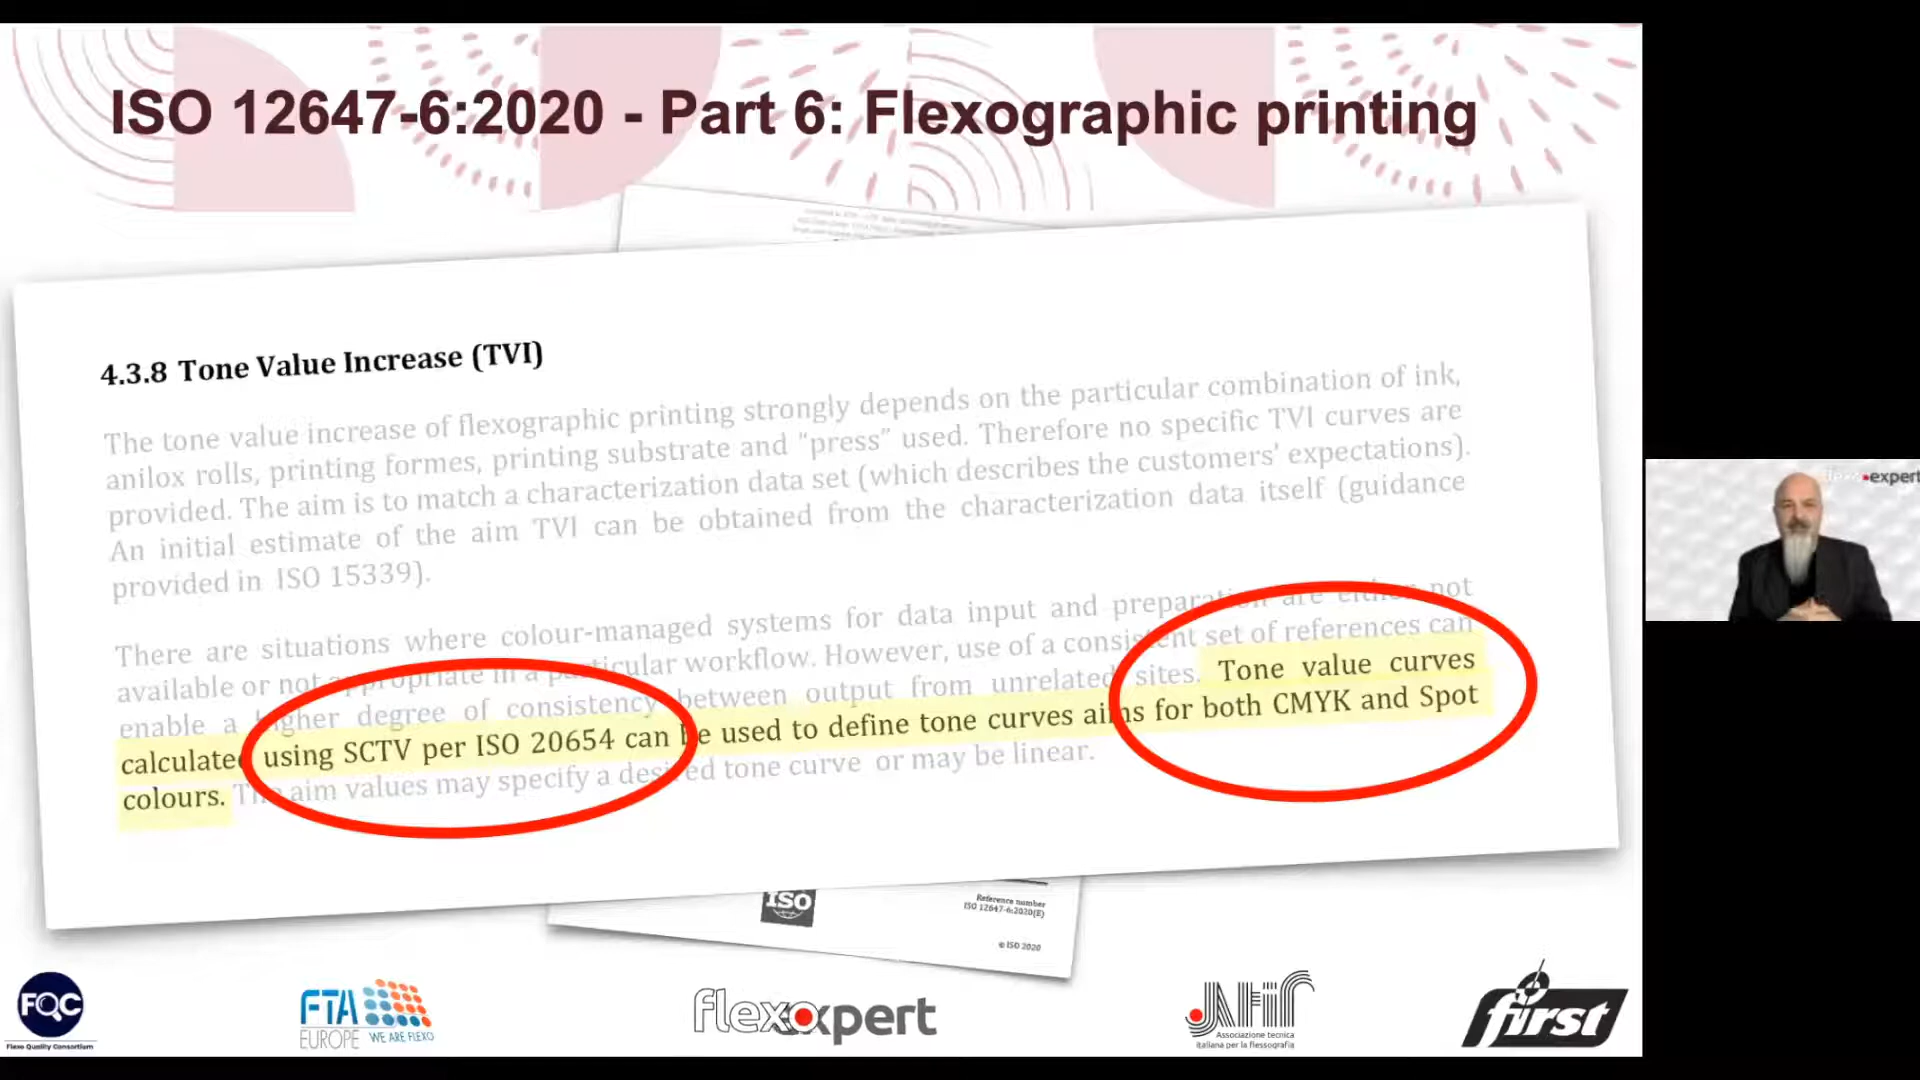 ISO 12647-6:2020 - Part 6: Flexographic printing
4.3.8 Tone Value Increase (TVI)
The tone value increase of flexographic printing strongly depends on the particular combination of ink,
anilox rolls, printing formes, printing substrate and “press” used. Therefore no specific TVI curves are
provided. The aim is to match a characterization data set (which describes the customers’ expectations).
An initial estimate of the aim TVI can be obtained from the characterization data itself (guidance
provided in ISO 15339).
There are situations where colour-managed systems for data input and preparation are either not
available or not appropriate in a particular workflow. However, use of a consistent set of references can
enable a higher degree of consistency between output from unrelated sites. Tone value curves
calculated using SCTV per ISO 20654 can be used to define tone curves aims for both CMYK and Spot
colours. The aim values may specify a desired tone curve or may be linear.
ISO
Reference number
ISO 12647-6:2020(E)
© ISO 2020
FQC
Flexo Quality Consortium
FTA
EUROPE WE ARE FLEXO
flexoxpert
Associazione tecnica
italiana per la flessografia
first
expert